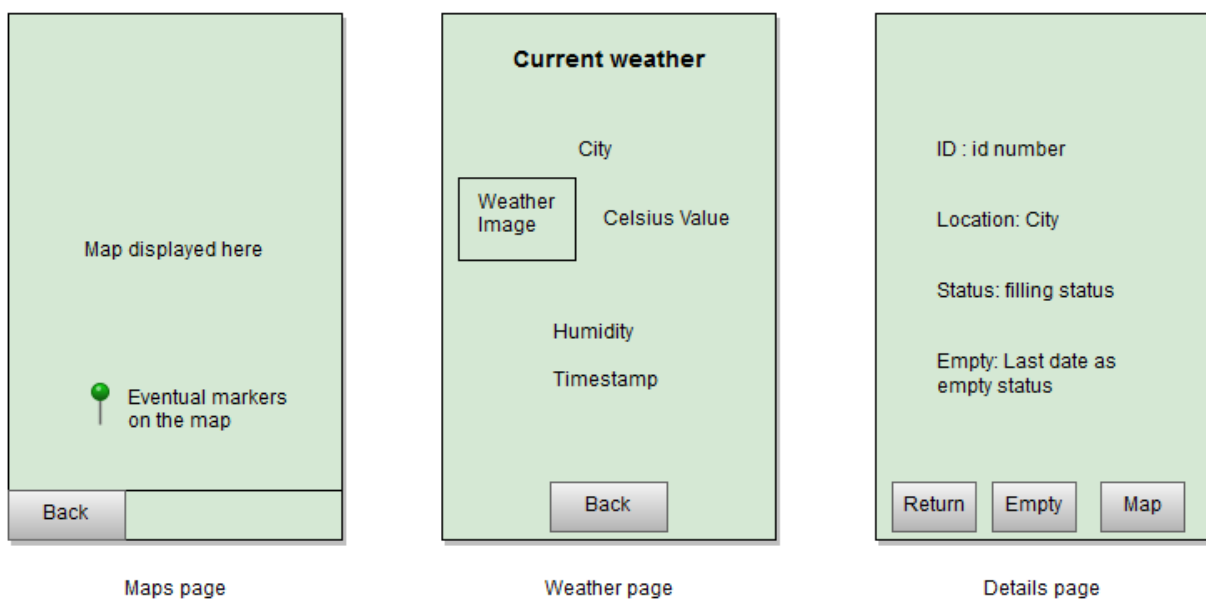 Map displayed here
Eventual markers
on the map
Back
Maps page
Current weather
City
Weather
Image
Celsius Value
Humidity
Timestamp
Back
Weather page
ID : id number
Location: City
Status: filling status
Empty: Last date as
empty status
Return
Empty
Map
Details page